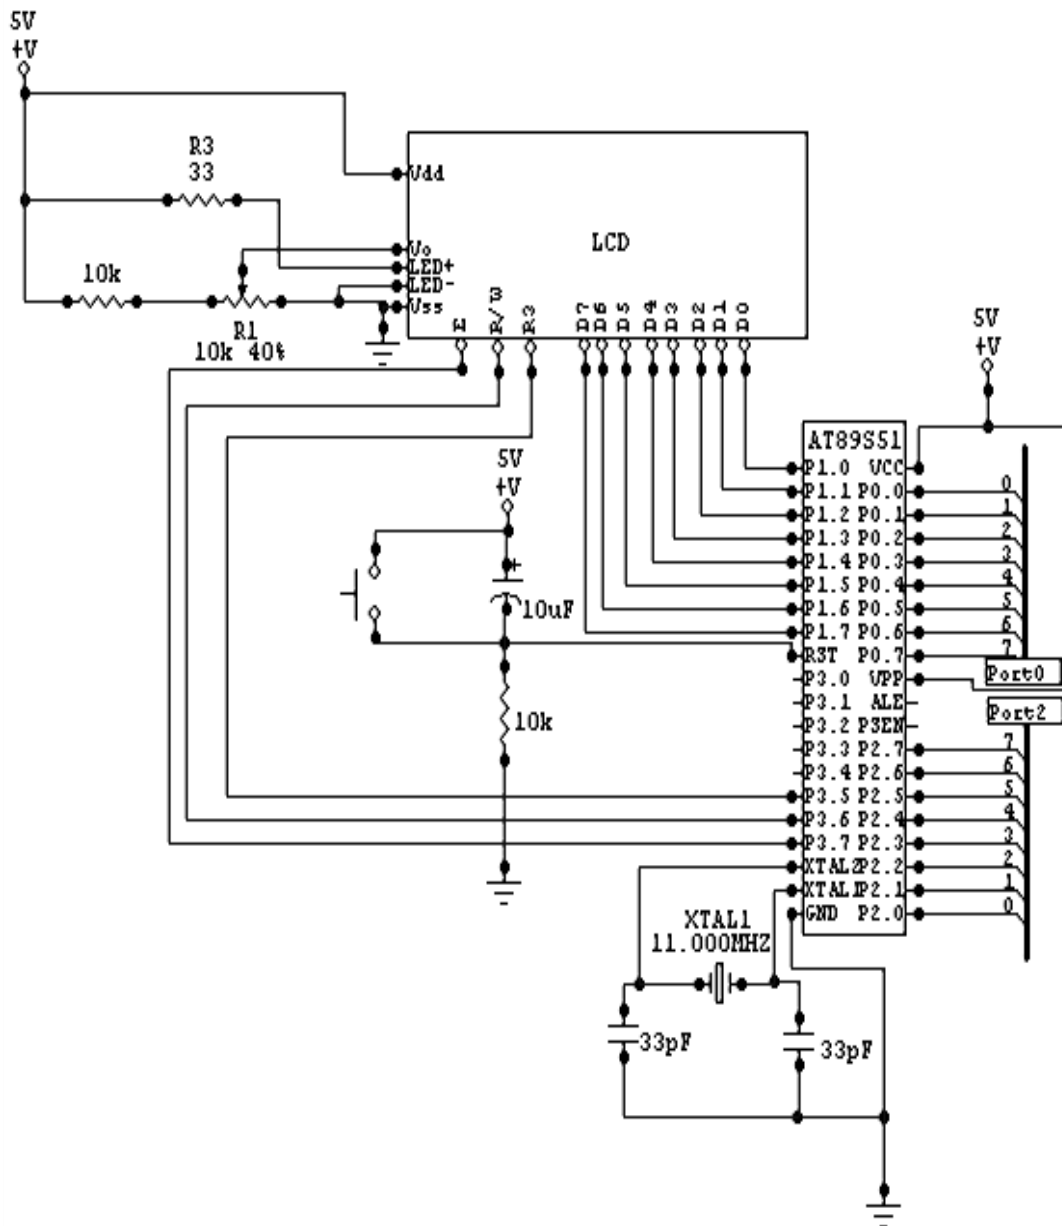 5V
+V
R3
33
Vdd
LCD
Vo
LED+
LED-
Vss
10k
R1
10k 40%
E
R/W
R3
D7
D6
D5
D4
D3
D2
D1
D0
5V
+V
AT89S51
P1.0 VCC
P1.1 P0.0 0
P1.2 P0.1 1
P1.3 P0.2 2
P1.4 P0.3 3
P1.5 P0.4 4
P1.6 P0.5 5
P1.7 P0.6 6
R3T P0.7 7
P3.0 VPP
P3.1 ALE
P3.2 P3EN
P3.3 P2.7 7
P3.4 P2.6 6
P3.5 P2.5 5
P3.6 P2.4 4
P3.7 P2.3 3
XTAL2 P2.2 2
XTAL1 P2.1 1
GND P2.0 0
Port0
Port2
5V
+V
+
10uF
10k
XTAL1
11.000MHZ
33pF
33pF